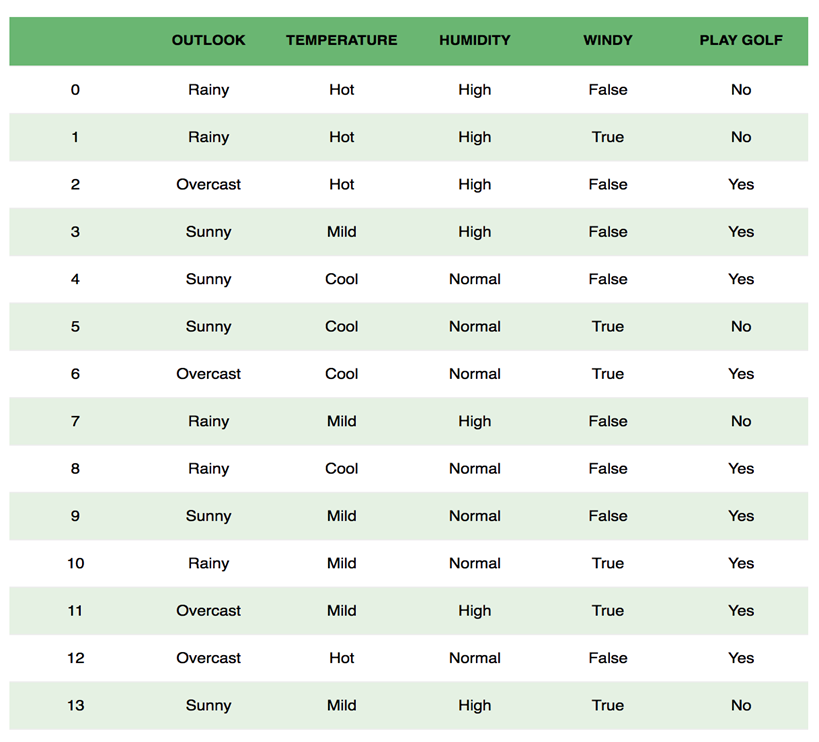 OUTLOOK TEMPERATURE HUMIDITY WINDY PLAY GOLF
0 Rainy Hot High False No
1 Rainy Hot High True No
2 Overcast Hot High False Yes
3 Sunny Mild High False Yes
4 Sunny Cool Normal False Yes
5 Sunny Cool Normal True No
6 Overcast Cool Normal True Yes
7 Rainy Mild High False No
8 Rainy Cool Normal False Yes
9 Sunny Mild Normal False Yes
10 Rainy Mild Normal True Yes
11 Overcast Mild High True Yes
12 Overcast Hot Normal False Yes
13 Sunny Mild High True No